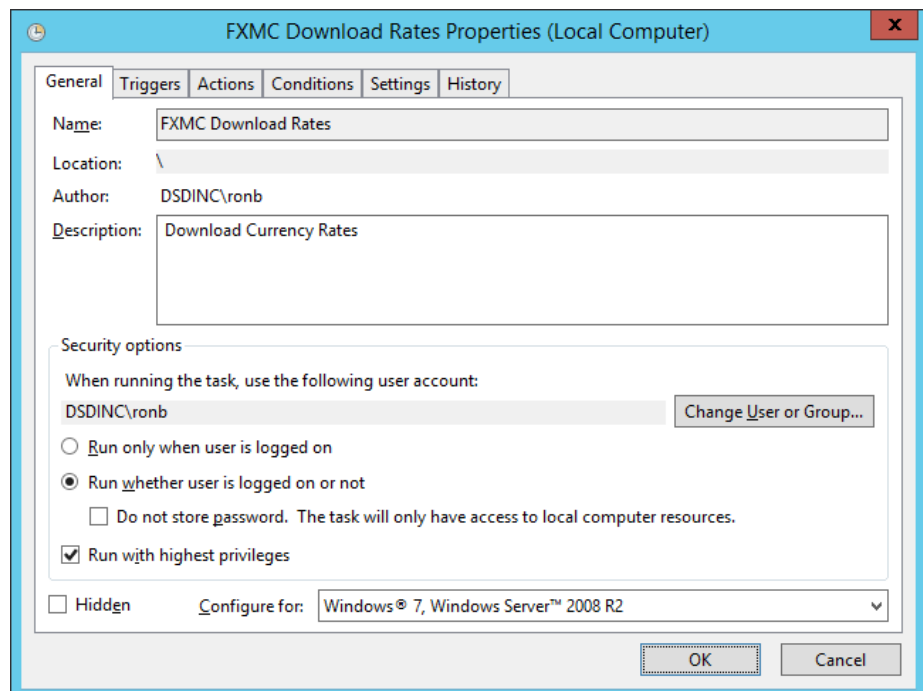 FXMC Download Rates Properties (Local Computer)
x
General Triggers Actions Conditions Settings History
Name: FXMC Download Rates
Location: \
Author: DSDINC\ronb
Description: Download Currency Rates
Security options
When running the task, use the following user account:
DSDINC\ronb Change User or Group...
Run only when user is logged on
Run whether user is logged on or not
Do not store password. The task will only have access to local computer resources.
Run with highest privileges
Hidden Configure for: Windows® 7, Windows Server™ 2008 R2
OK Cancel